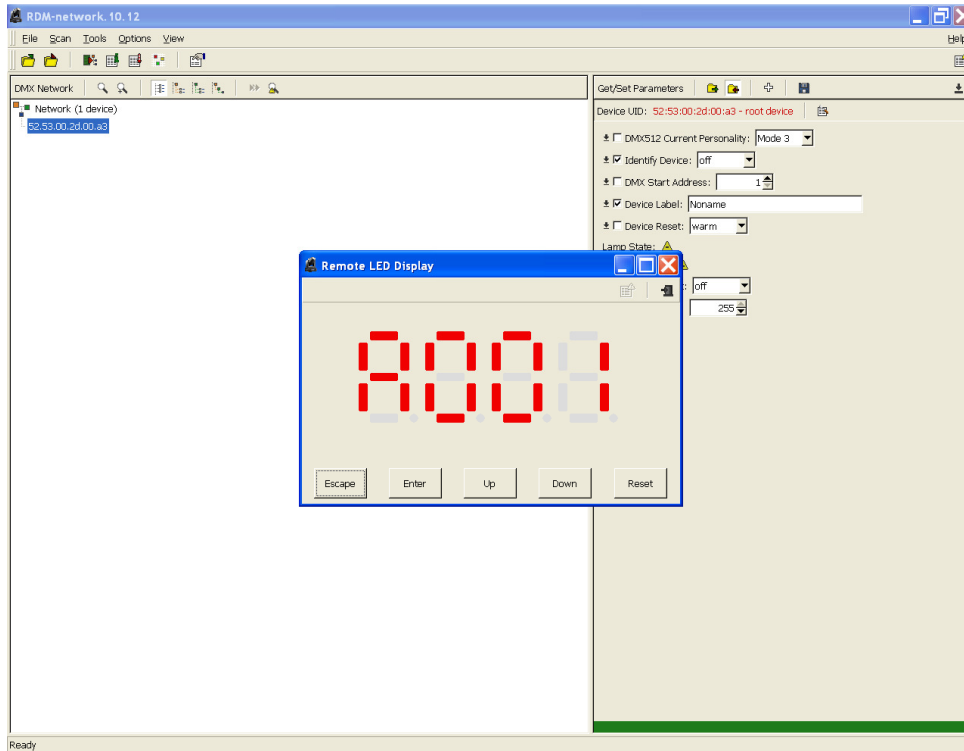 RDM-network.10.12
File Scan Tools Options View Help
DMX Network
Get/Set Parameters
Network (1 device)
52.53.00.2d.00.a3
Device UID: 52:53:00:2d:00:a3 - root device
DMX512 Current Personality: Mode 3
Identify Device: off
DMX Start Address: 1
Device Label: Noname
Device Reset: warm
Lamp State:
off
255
Remote LED Display
A001
Escape Enter Up Down Reset
Ready